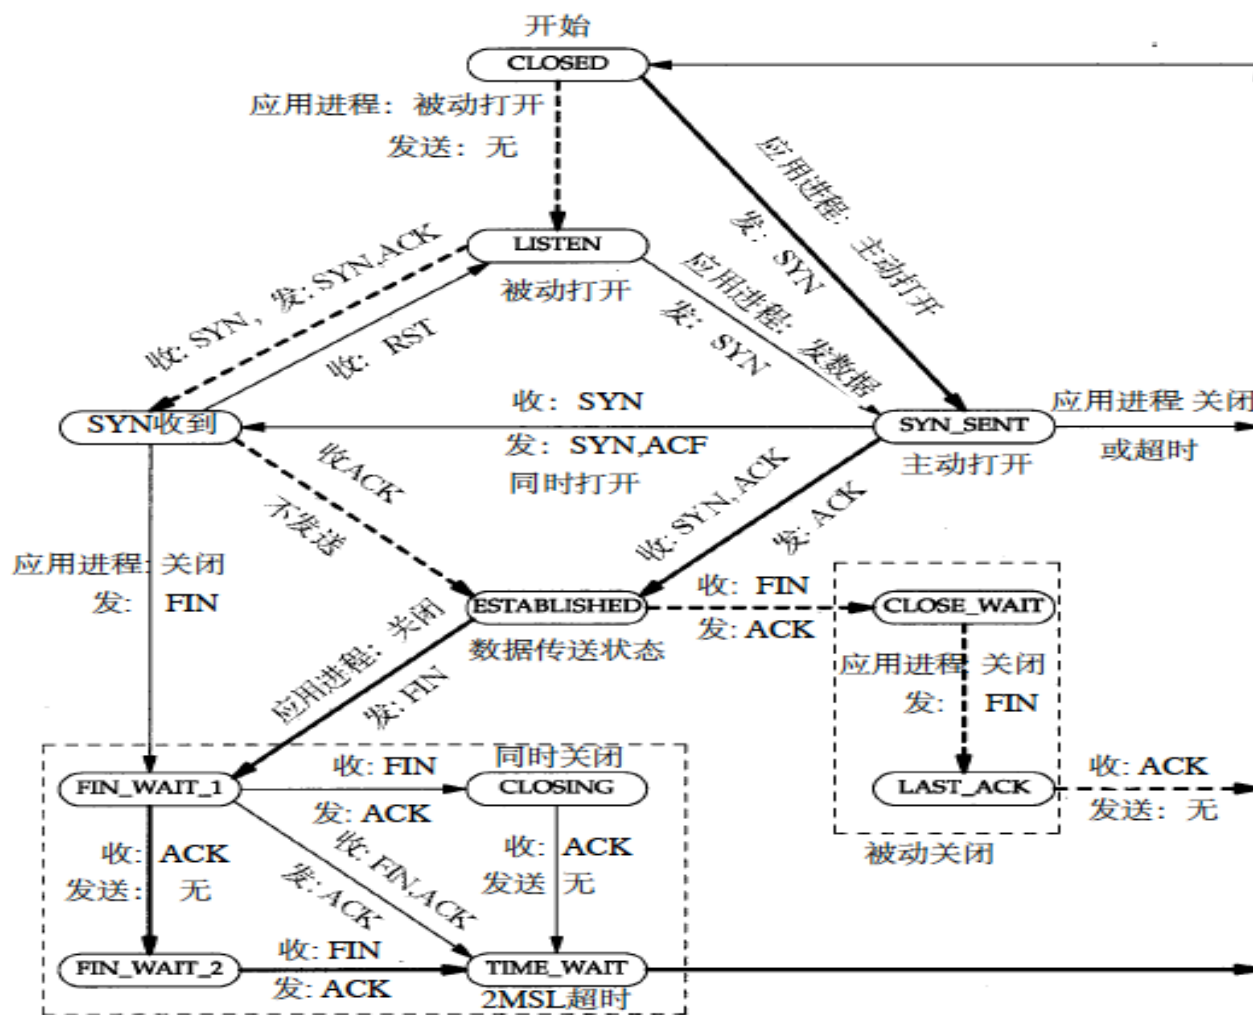 开始
CLOSED
应用进程：被动打开
发送：无
应用进程：主动打开
发：SYN
LISTEN
被动打开
收：SYN，发：SYN,ACK
收：RST
应用进程：发数据
发：SYN
SYN收到
收：SYN
发：SYN,ACF
同时打开
SYN_SENT
主动打开
应用进程：关闭
或超时
收ACK
不发送
收：SYN,ACK
发：ACK
应用进程：关闭
发：FIN
ESTABLISHED
数据传送状态
收：FIN
发：ACK
CLOSE_WAIT
应用进程 关闭
发： FIN
应用进程：关闭
发：FIN
LAST_ACK
收：ACK
发送：无
被动关闭
FIN_WAIT_1
收：FIN
发：ACK
同时关闭
CLOSING
收：ACK
发送： 无
收：FIN,ACK
发：ACK
收：ACK
发送 无
FIN_WAIT_2
收：FIN
发：ACK
TIME_WAIT
2MSL超时